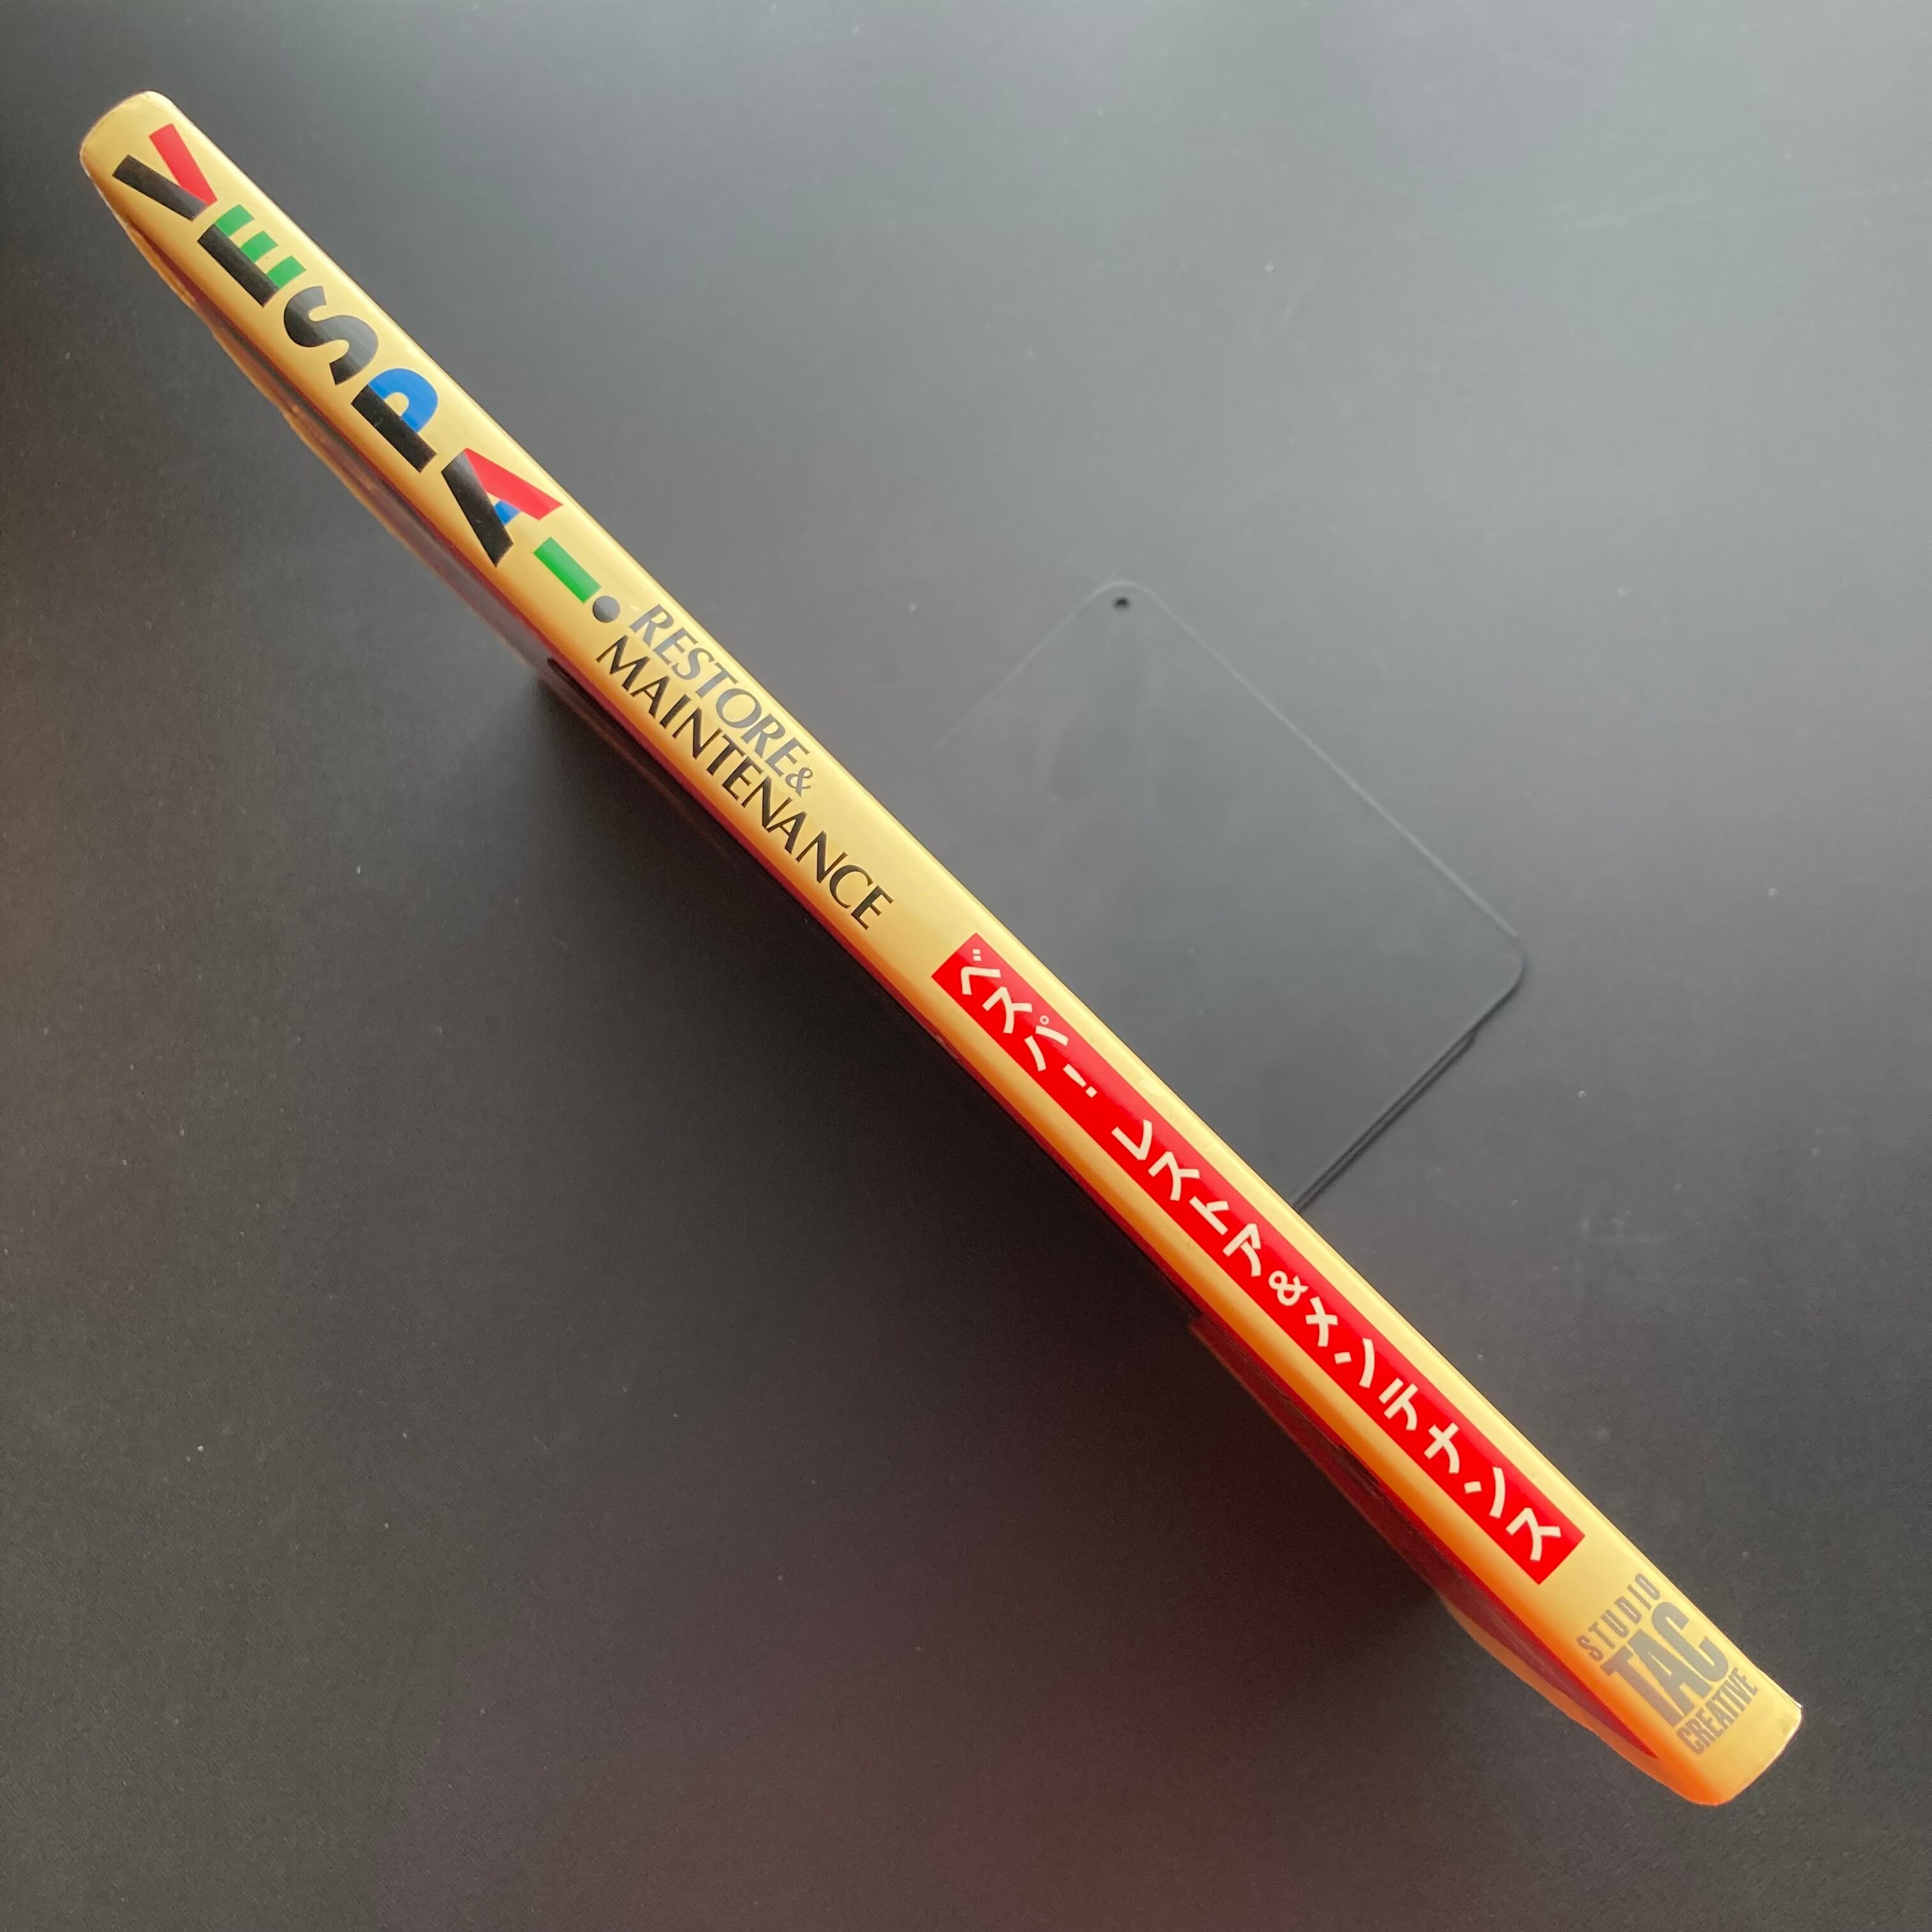 VESPA!
RESTORE&
MAINTENANCE
ベスパ! レストア&メンテナンス
STUDIO
TAC
CREATIVE